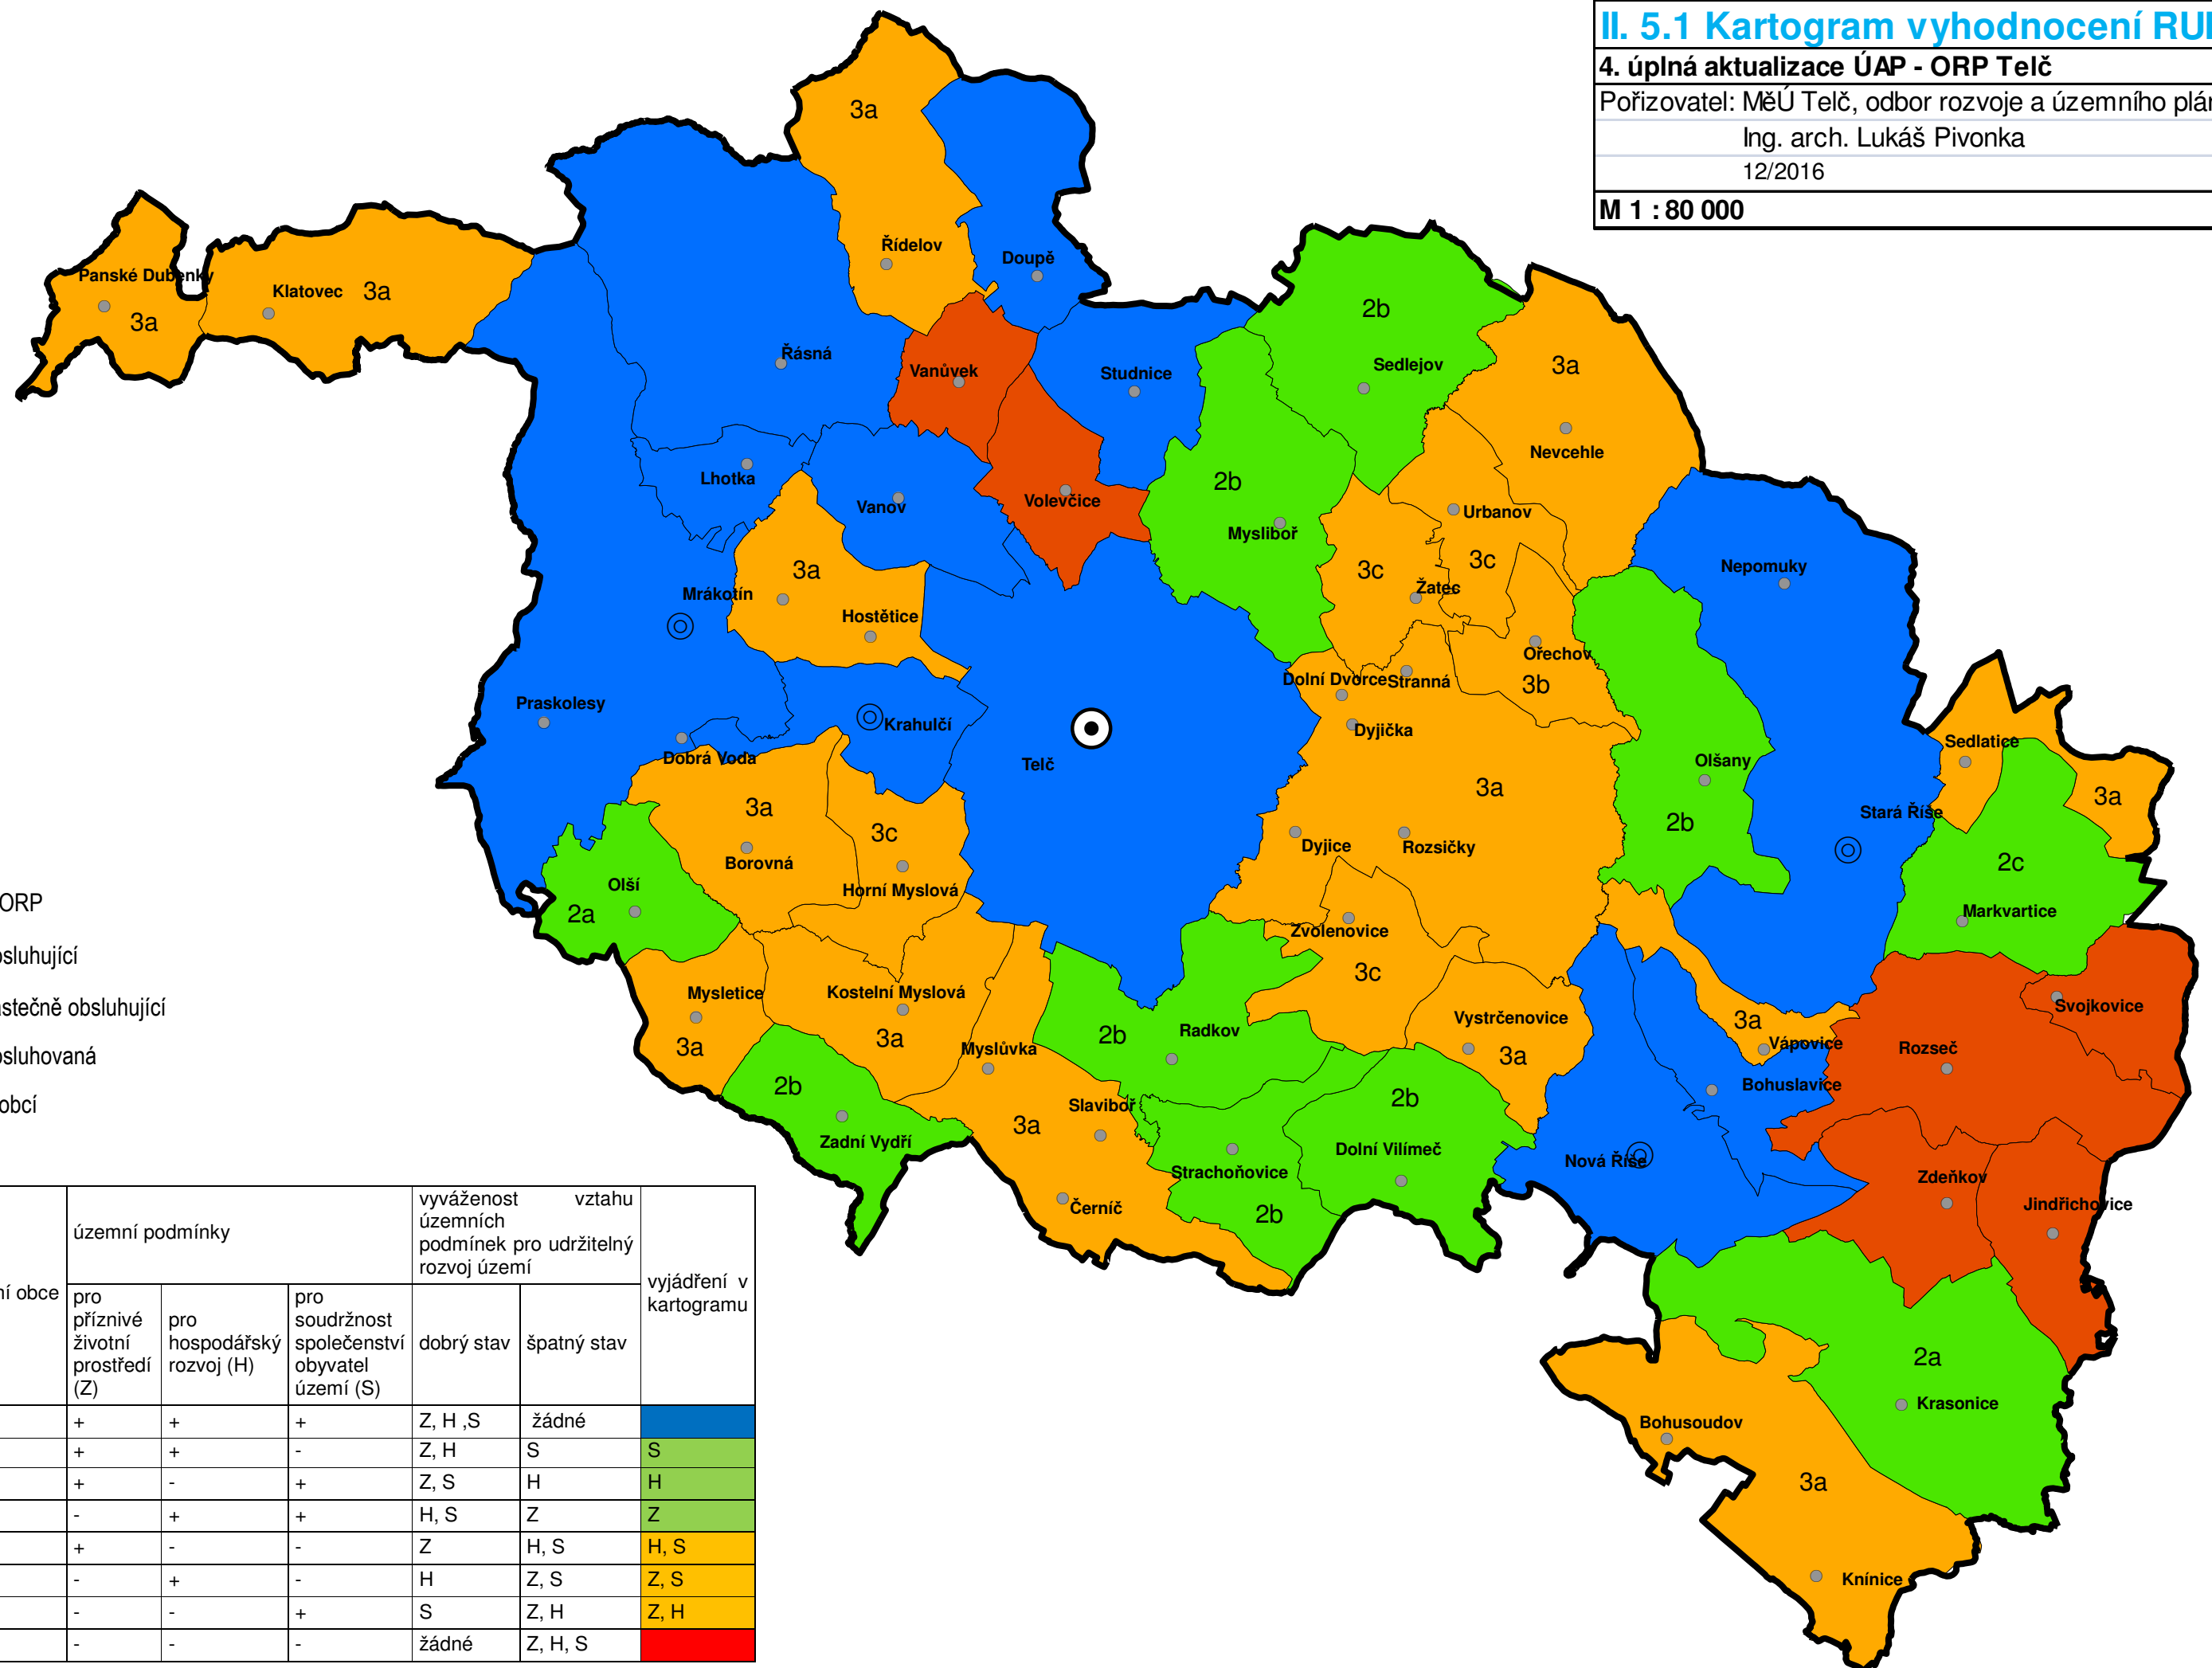 II. 5.1 Kartogram vyhodnocení RU
4. úplná aktualizace ÚAP - ORP Telč
Pořizovatel: MěÚ Telč, odbor rozvoje a územního plá
Ing. arch. Lukáš Pivonka
12/2016
M 1 : 80 000
3a
Řídelov
Doupě
Panské Dubenky
3a
Klatovec 3a
2b
Sedlejov
Řásná
Vanůvek
Studnice
3a
Nevcehle
Lhotka
Vanov
Volevčice
2b
Mysliboř
Urbanov
3c
3c
Žatec
Nepomuky
3a
Mrákotín
Hostětice
Ořechov
3b
Dolní Dvorce
Stranná
Dyjička
Praskolesy
Krahulčí
Dobrá Voda
Telč
3a
Olšany
2b
Sedlatice
3a
Stará Říše
3a
Borovná
3c
Horní Myslová
Dyjice
Rozsičky
2c
Markvartice
Olší
2a
Zvolenovice
3c
Mysletice
3a
Kostelní Myslová
3a
Myslůvka
2b
Radkov
Vystrčenovice
3a
3a
Vápovice
Svojkovice
Rozseč
Bohuslavice
2b
Zadní Vydří
3a
Slaviboř
2b
Dolní Vilímeč
Strachoňovice
2b
Černíč
Nová Říše
Zdeňkov
Jindřichovice
2a
Krasonice
Bohusoudov
3a
Knínice
ORP
sluhující
stečně obsluhující
sluhovaná
obcí
ní obce
územní podmínky
vyváženost vztahu
územních
podmínek pro udržitelný
rozvoj území
vyjádření v
kartogramu
pro
příznivé
životní
prostředí
(Z)
pro
hospodářský
rozvoj (H)
pro
soudržnost
společenství
obyvatel
území (S)
dobrý stav
špatný stav
+ + + Z, H ,S žádné
+ + - Z, H S S
+ - + Z, S H H
- + + H, S Z Z
+ - - Z H, S H, S
- + - H Z, S Z, S
- - + S Z, H Z, H
- - - žádné Z, H, S